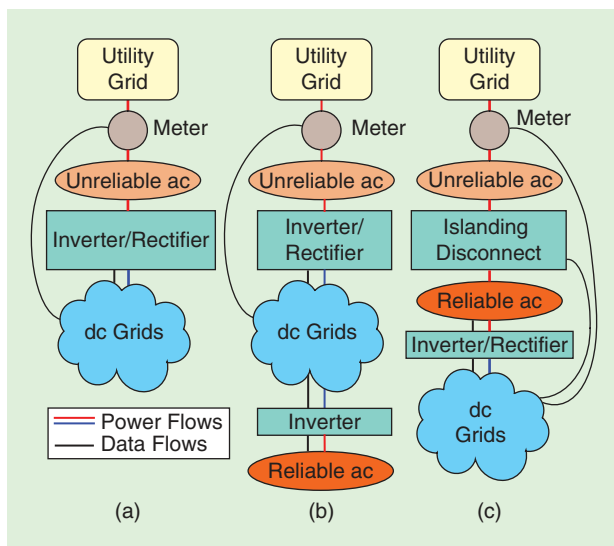 Utility
Grid
Meter
Unreliable ac
Inverter/Rectifier
dc Grids
Power Flows
Data Flows
(a)
Utility
Grid
Meter
Unreliable ac
Inverter/
Rectifier
dc Grids
Inverter
Reliable ac
(b)
Utility
Grid
Meter
Unreliable ac
Islanding
Disconnect
Reliable ac
Inverter/Rectifier
dc
Grids
(c)